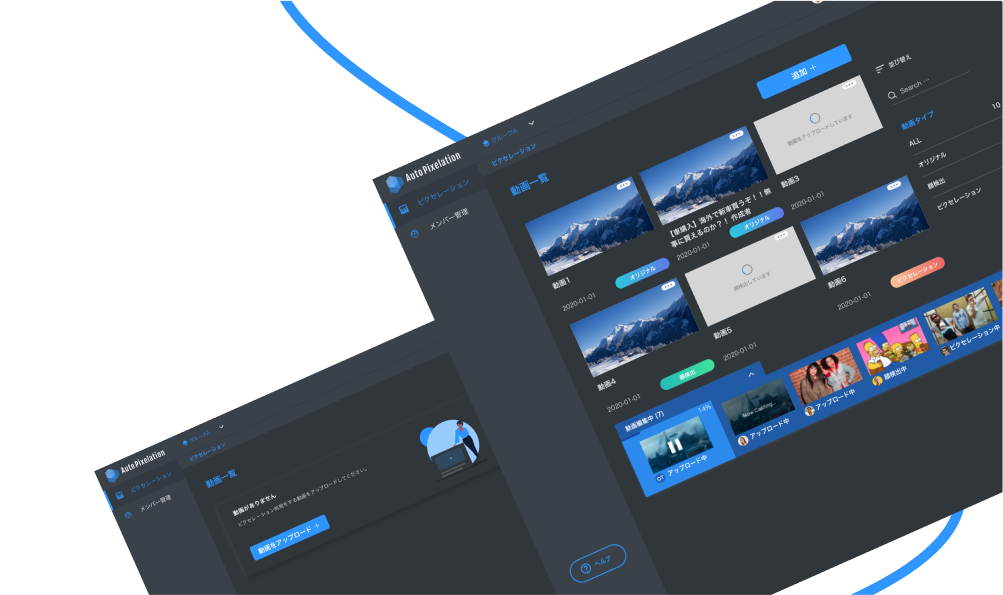 Auto Pixelation
グループA
ピクセレーション
ピクセレーション
メンバー管理
動画一覧
追加 ＋
並び替え
Search ...
動画タイプ
10
ALL
オリジナル
顔検出
ピクセレーション
動画1
2020-01-01
オリジナル
【車購入】海外で新車買うぞ！！無
事に買えるのか？！ 作成者
2020-01-01
オリジナル
動画をアップロードしています
動画3
2020-01-01
動画4
2020-01-01
顔検出
顔検出しています
動画5
2020-01-01
動画6
2020-01-01
ピクセレーション
動画編集中 (7)
14%
アップロード中
Now Casting...
アップロード中
アップロード中
顔検出中
ピクセレーション中
ヘルプ
Auto Pixelation
グループA
ピクセレーション
ピクセレーション
メンバー管理
動画一覧
動画がありません
ピクセレーション処理をする動画をアップロードしてください。
動画をアップロード ＋